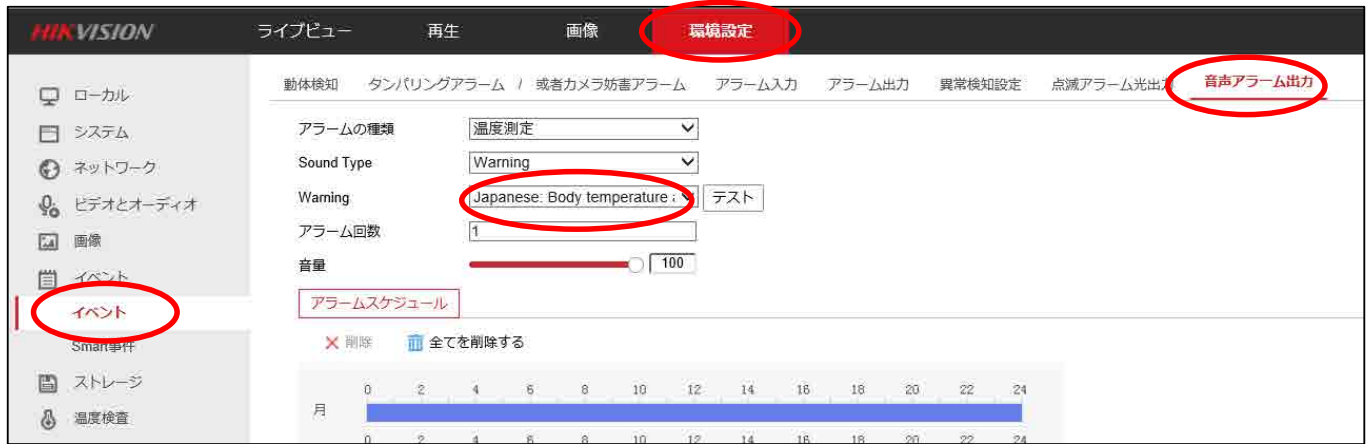 HIKVISION ライブビュー 再生 画像 環境設定
ローカル
システム
ネットワーク
ビデオとオーディオ
画像
イベント
イベント
Smart事件
ストレージ
温度検査
動体検知 タンパリングアラーム / 或者カメラ妨害アラーム アラーム入力 アラーム出力 異常検知設定 点滅アラーム光出力 音声アラーム出力
アラームの種類 温度測定
Sound Type Warning
Warning Japanese: Body temperature テスト
アラーム回数 1
音量 100
アラームスケジュール
削除 全てを削除する
0 2 4 6 8 10 12 14 16 18 20 22 24
月
0 2 4 6 8 10 12 14 16 18 20 22 24